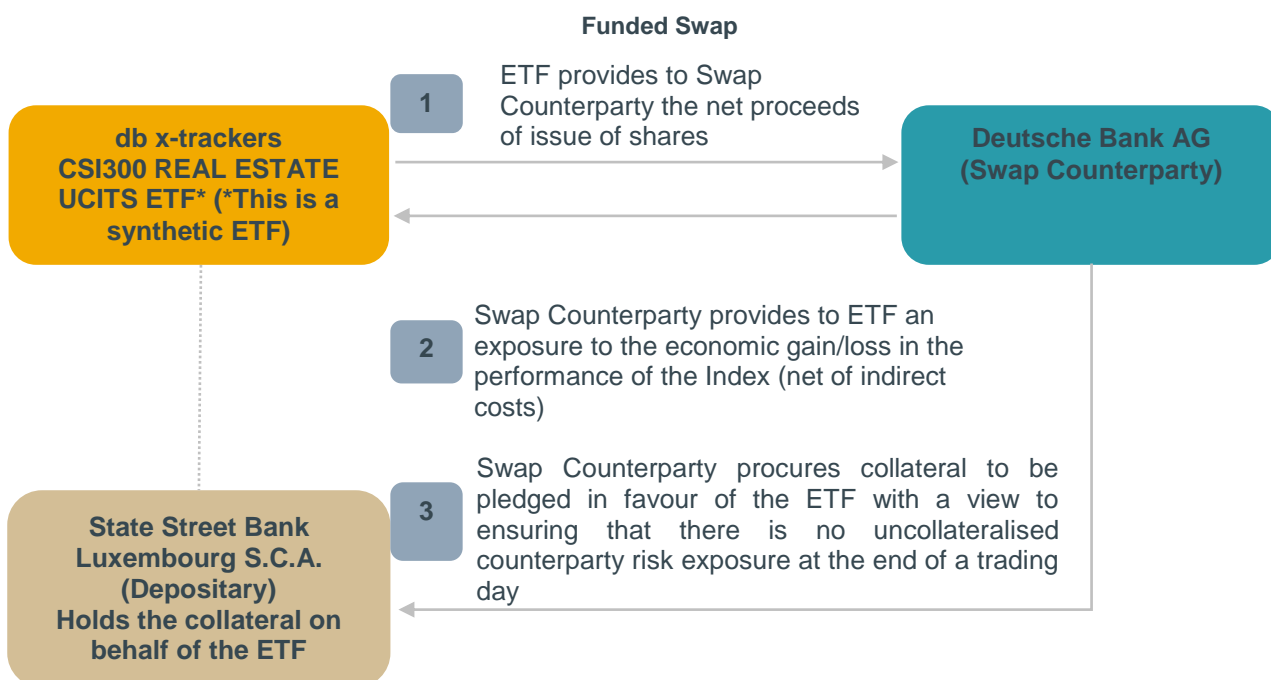 Funded Swap
1
ETF provides to Swap
Counterparty the net proceeds
of issue of shares
db x-trackers
CSI300 REAL ESTATE
UCITS ETF* (*This is a
synthetic ETF)
Deutsche Bank AG
(Swap Counterparty)
2
Swap Counterparty provides to ETF an
exposure to the economic gain/loss in the
performance of the Index (net of indirect
costs)
3
Swap Counterparty procures collateral to be
pledged in favour of the ETF with a view to
ensuring that there is no uncollateralised
counterparty risk exposure at the end of a trading
day
State Street Bank
Luxembourg S.C.A.
(Depositary)
Holds the collateral on
behalf of the ETF